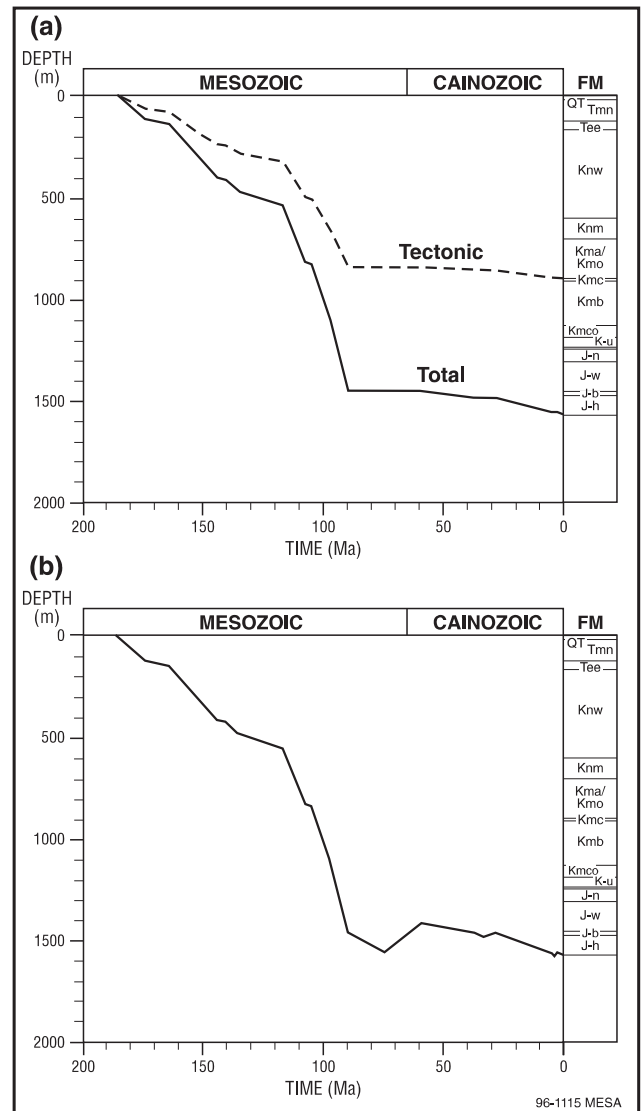 (a)
DEPTH
(m)
MESOZOIC
CAINOZOIC
FM
0
500
1000
1500
2000
Tectonic
Total
QT
Tmn
Tee
Knw
Knm
Kma/
Kmo
Kmc
Kmb
Kmco
K-u
J-n
J-w
J-b
J-h
200
150
100
50
0
TIME (Ma)
(b)
DEPTH
(m)
MESOZOIC
CAINOZOIC
FM
0
500
1000
1500
2000
QT
Tmn
Tee
Knw
Knm
Kma/
Kmo
Kmc
Kmb
Kmco
K-u
J-n
J-w
J-b
J-h
200
150
100
50
0
TIME (Ma)
96-1115 MESA